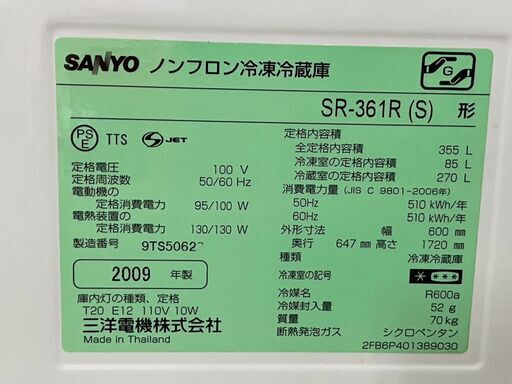 SANYO ノンフロン冷凍冷蔵庫
G
SR-361R (S) 形
PS E TTS S-JET
定格電圧 100 V
定格周波数 50/60 Hz
電動機の
定格消費電力 95/100 W
電熱装置の
定格消費電力 130/130 W
製造番号 9TS5062
2009 年製
庫内灯の種類、定格
T20 E12 110V 10W
三洋電機株式会社
Made in Thailand
定格内容積
全定格内容積 355 L
冷凍室の定格内容積 85 L
冷蔵室の定格内容積 270 L
消費電力量 (JIS C 9801-2006年)
50Hz 510 kWh/年
60Hz 510 kWh/年
外形寸法 幅 600 mm
奥行 647 mm 高さ 1720 mm
種類 冷凍冷蔵庫
冷凍室の記号
冷媒名 R600a
冷媒封入量 52 g
質量 70 kg
断熱発泡ガス シクロペンタン
2FB6P401389030